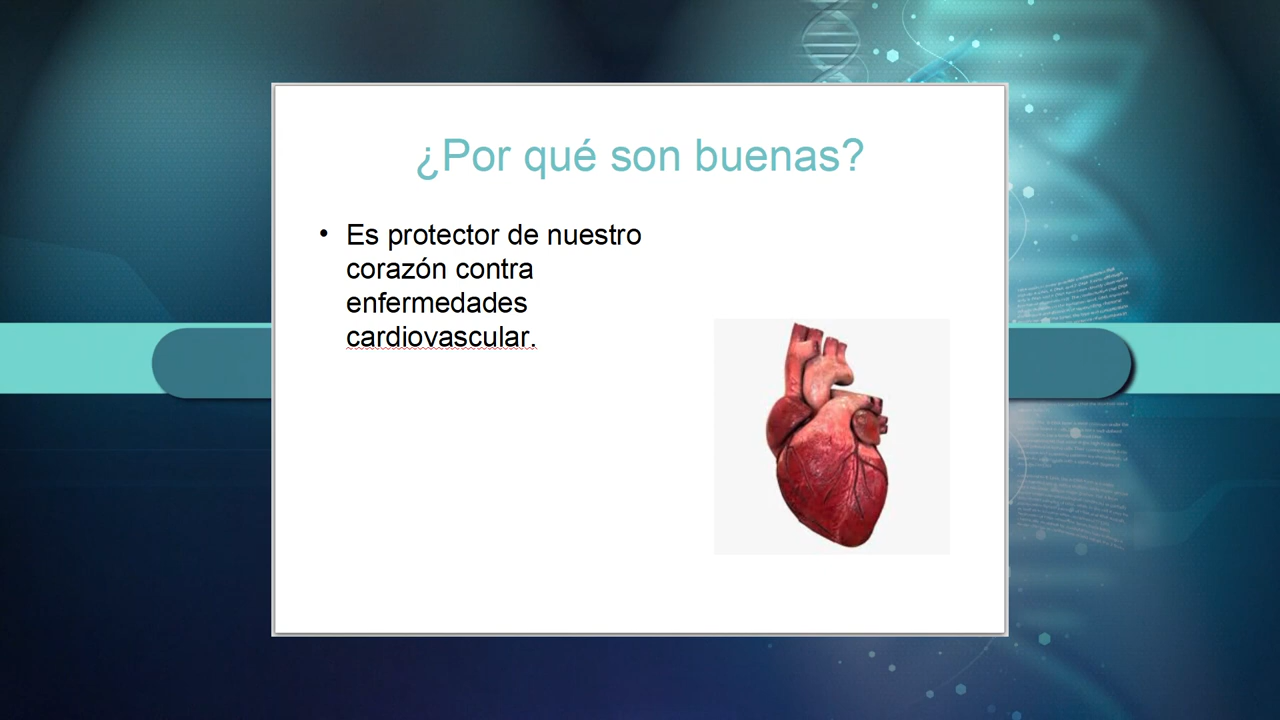 ¿Por qué son buenas?
• Es protector de nuestro
corazón contra
enfermedades
cardiovascular.